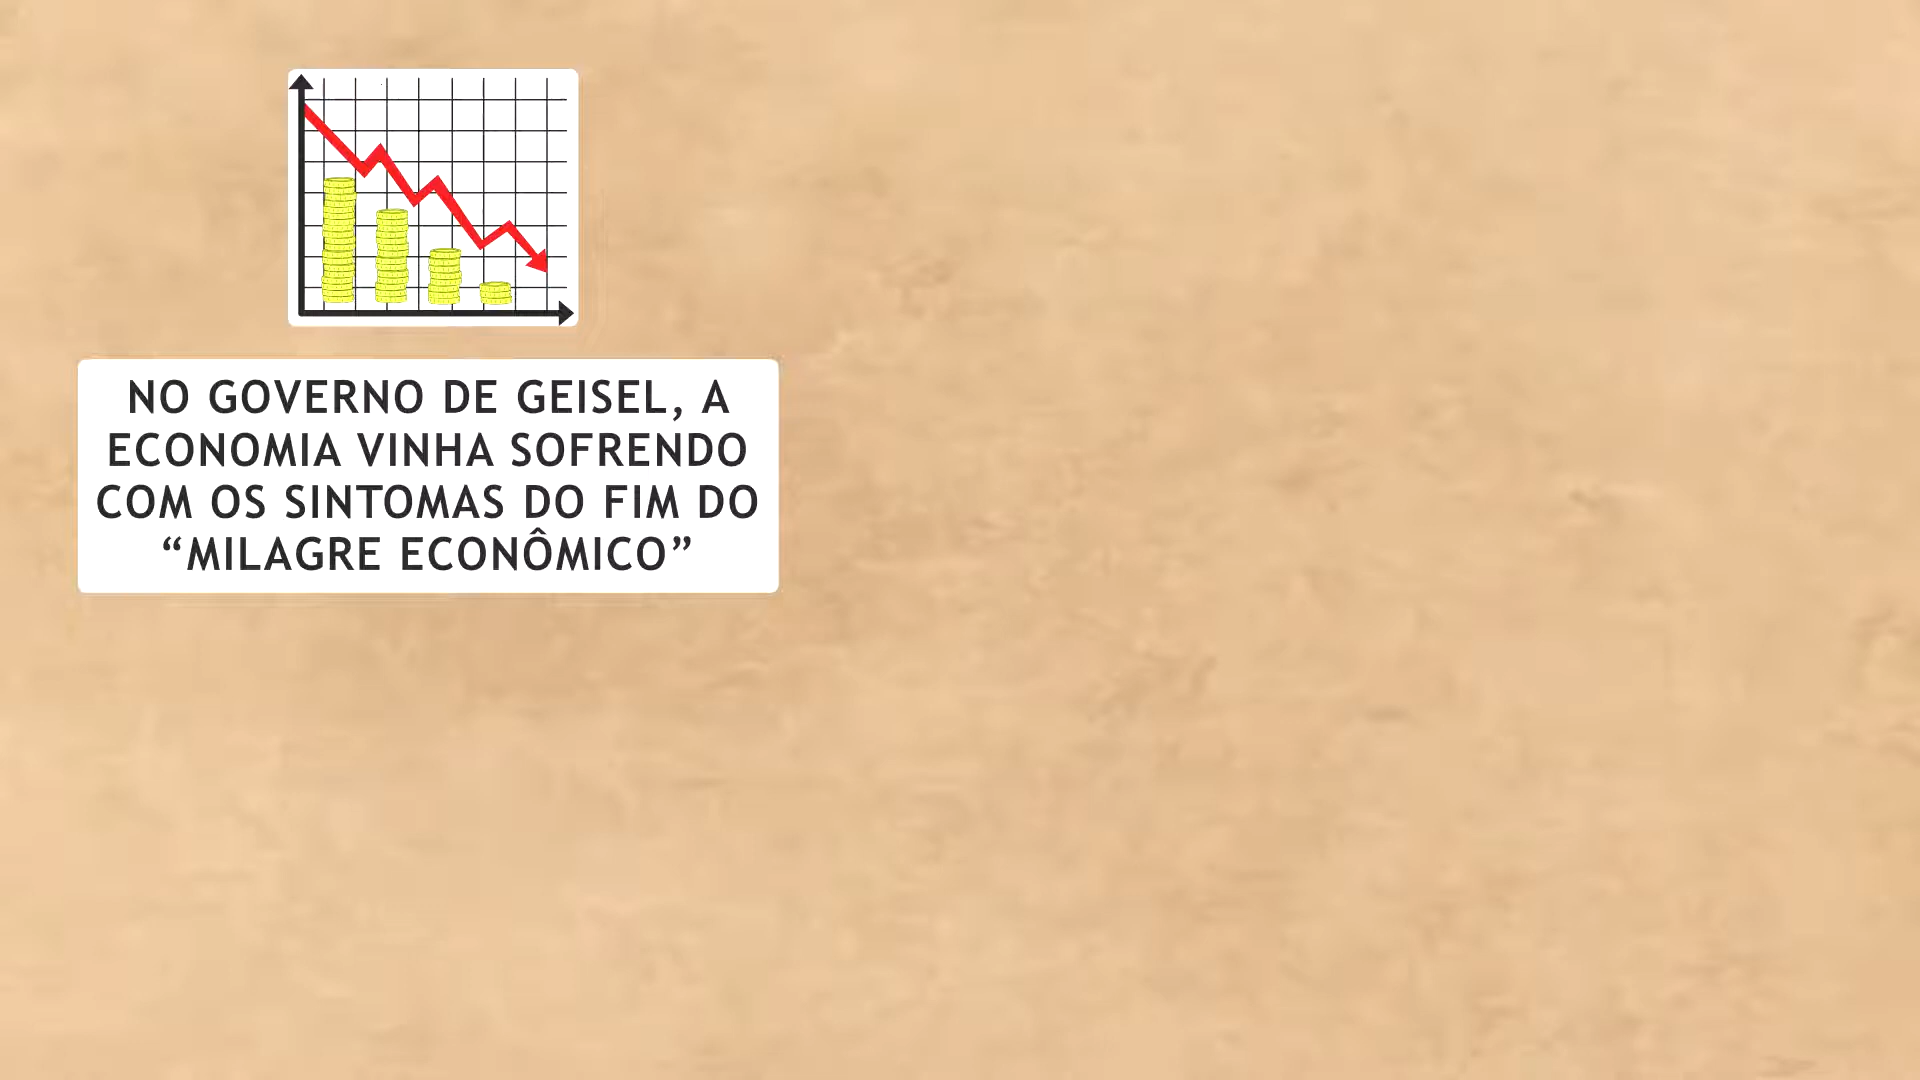 NO GOVERNO DE GEISEL, A
ECONOMIA VINHA SOFRENDO
COM OS SINTOMAS DO FIM DO
“MILAGRE ECONÔMICO”